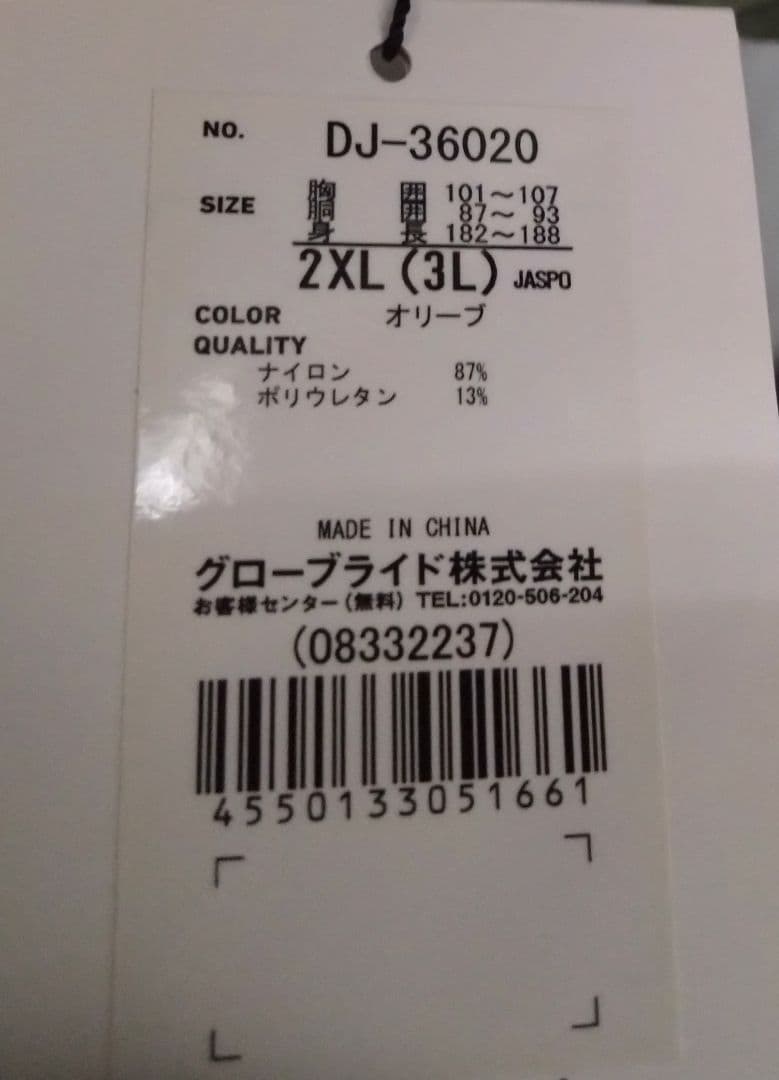 NO. DJ-36020
SIZE 胸 囲 101～107
胴 囲 87～ 93
身 長 182～188
2XL(3L) JASPO
COLOR オリーブ
QUALITY
ナイロン 87%
ポリウレタン 13%
MADE IN CHINA
グローブライド株式会社
お客様センター(無料) TEL:0120-506-204
(08332237)
4550133051661